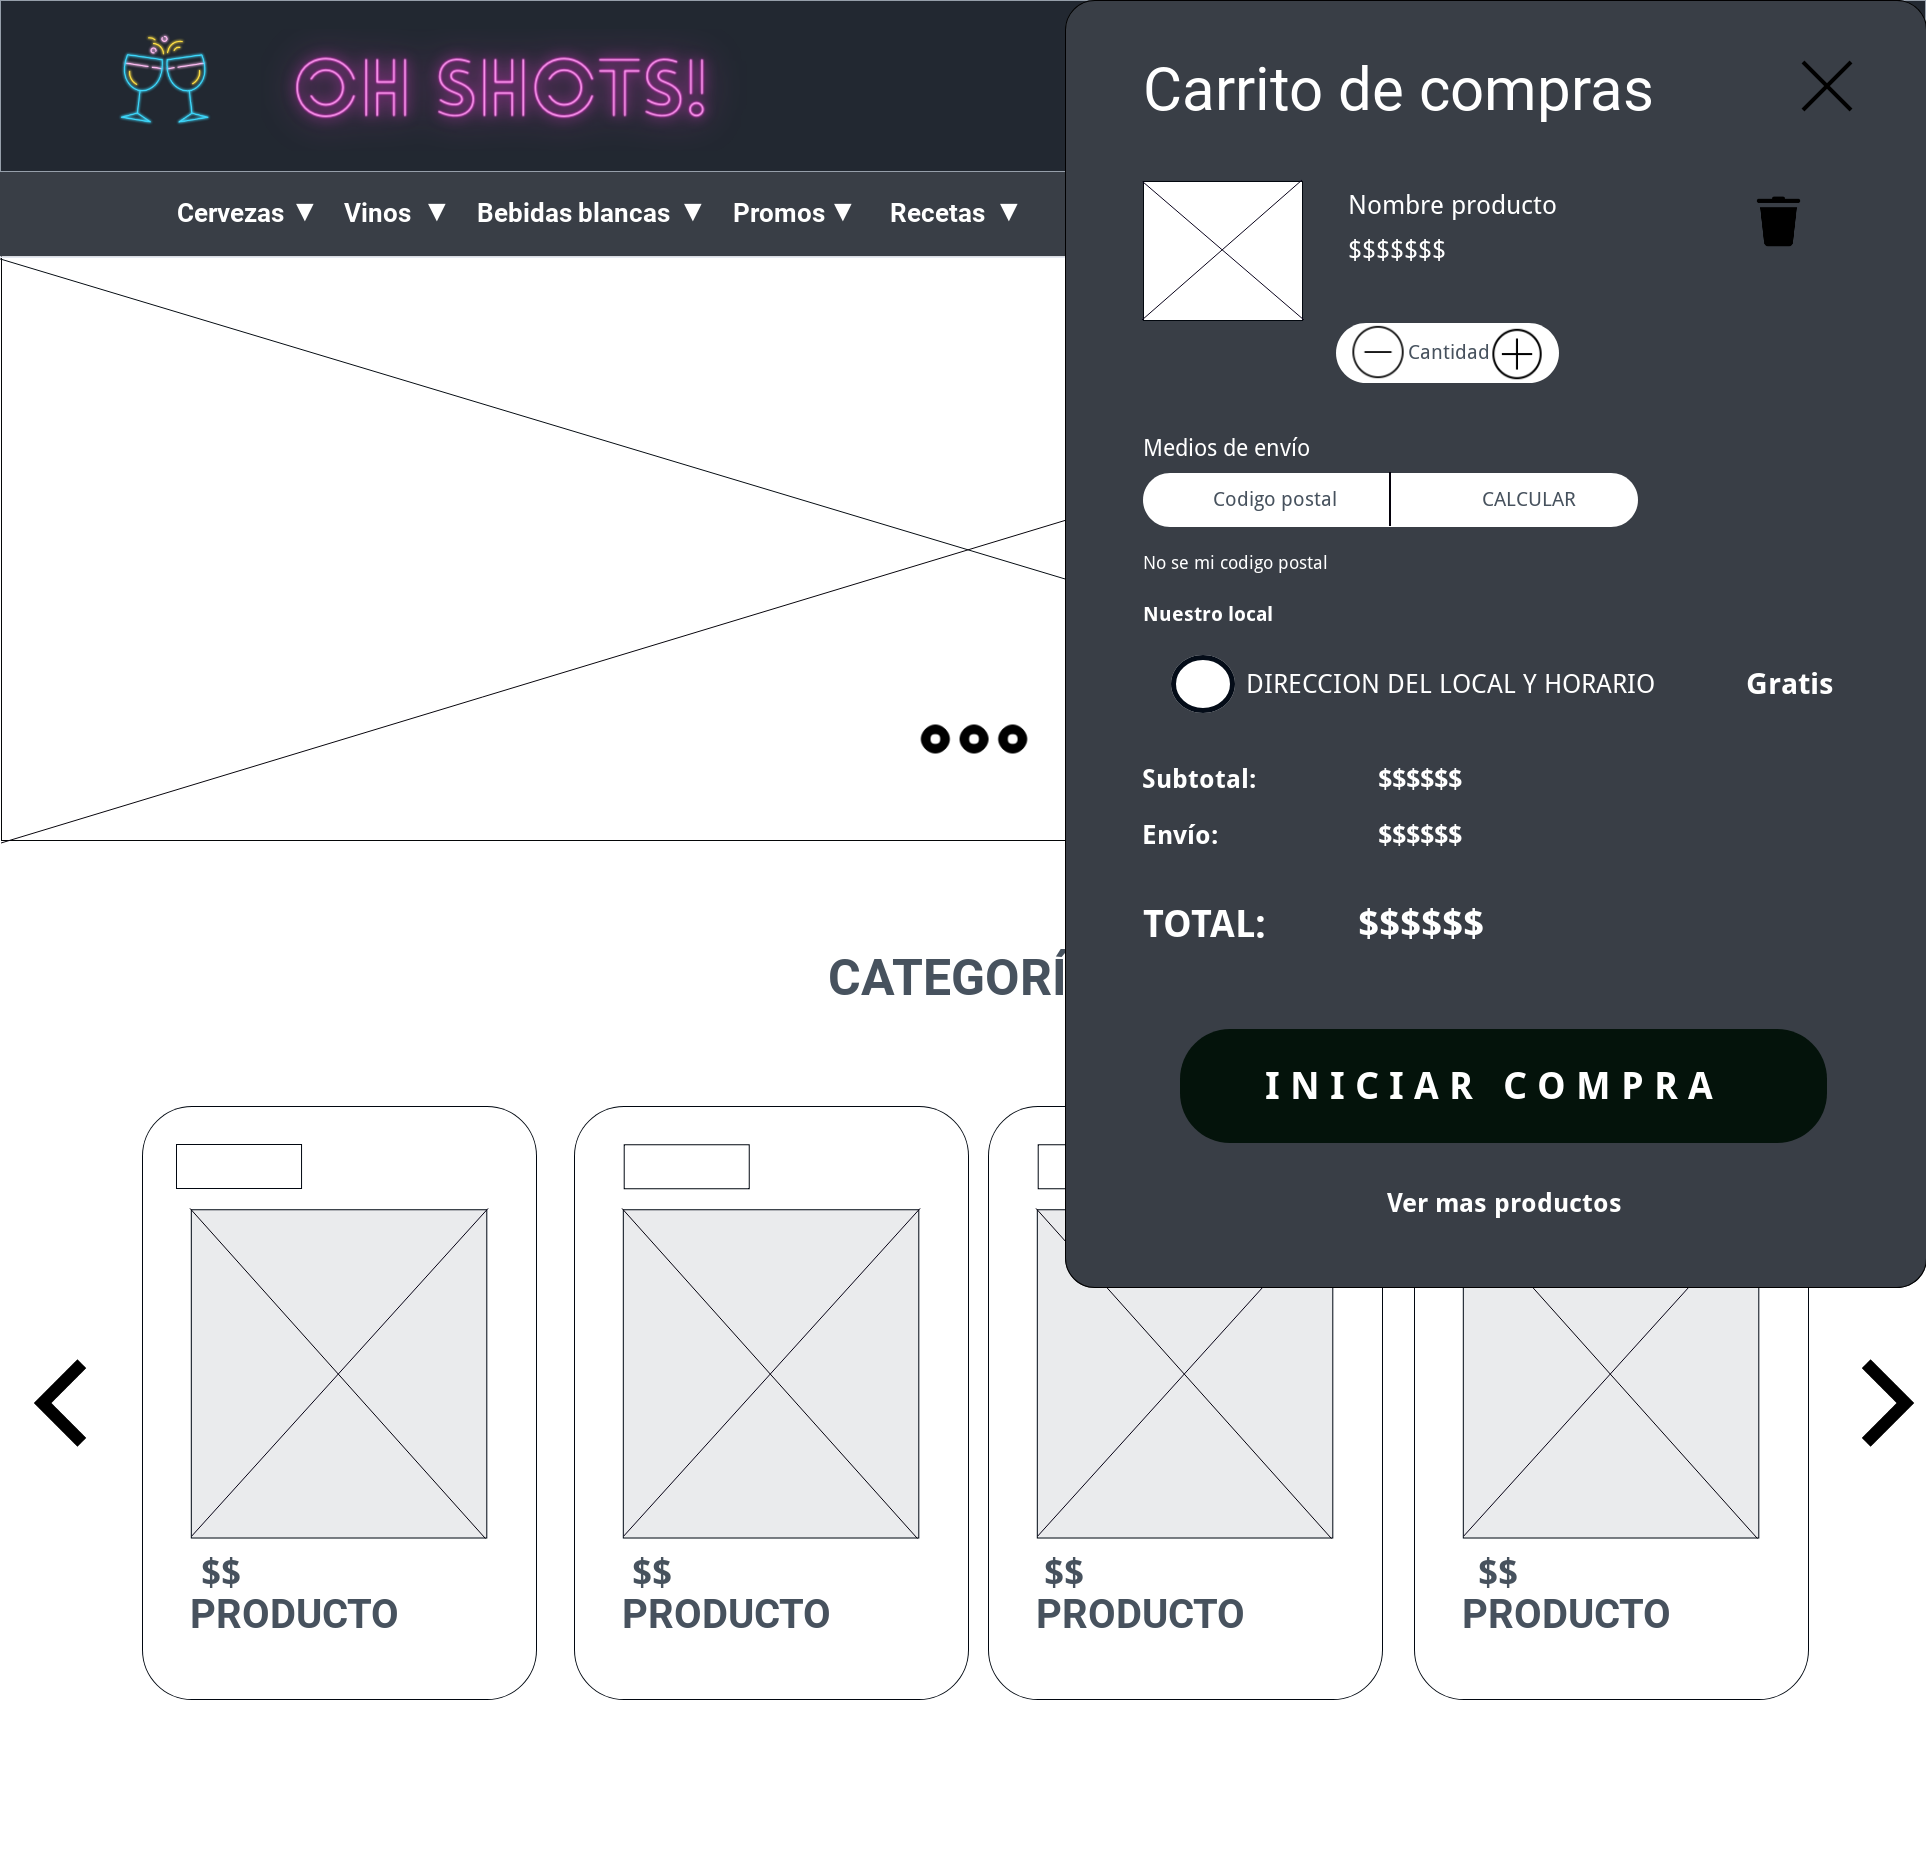 OH SHOTS!!
Cervezas ▼ Vinos ▼ Bebidas blancas ▼ Promos ▼ Recetas ▼
Carrito de compras
Nombre producto
$$$$$$$
Cantidad
Medios de envío
Codigo postal CALCULAR
No se mi codigo postal
Nuestro local
DIRECCION DEL LOCAL Y HORARIO Gratis
Subtotal: $$$$$$
Envío: $$$$$$
TOTAL: $$$$$$
INICIAR COMPRA
Ver mas productos
CATEGORÍ
$$
PRODUCTO
$$
PRODUCTO
$$
PRODUCTO
$$
PRODUCTO